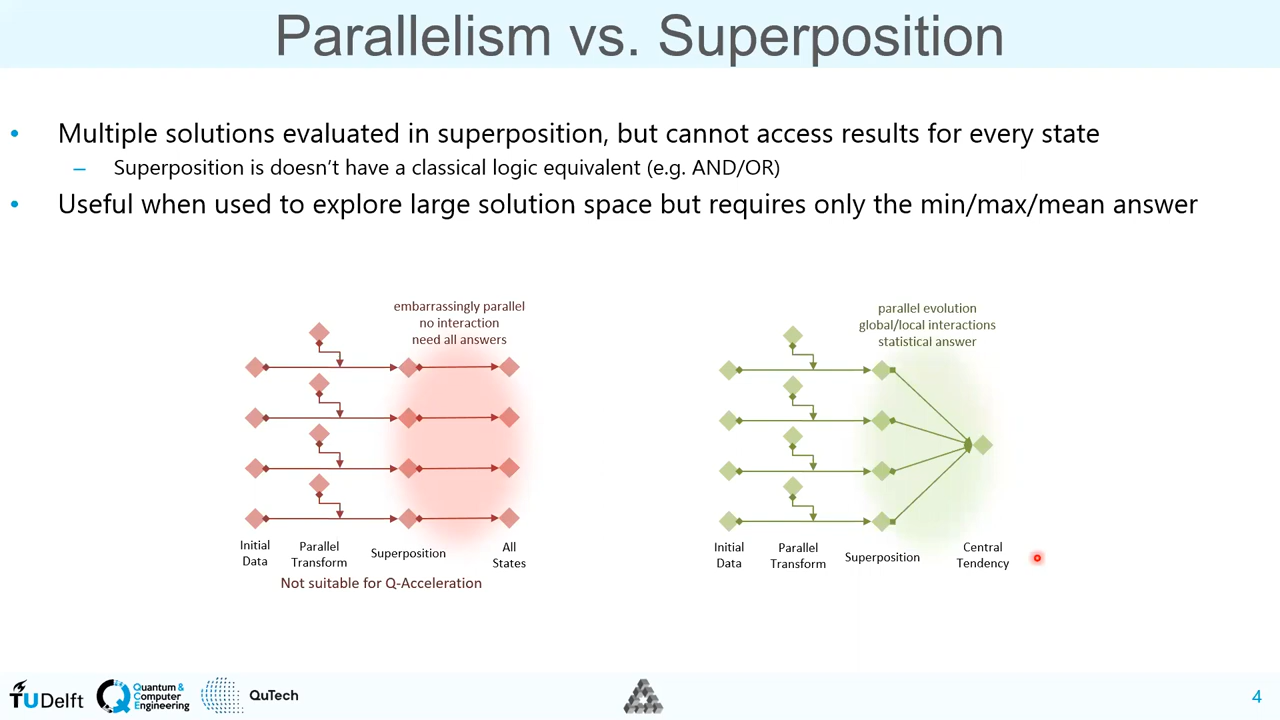 Parallelism vs. Superposition
• Multiple solutions evaluated in superposition, but cannot access results for every state
– Superposition is doesn't have a classical logic equivalent (e.g. AND/OR)
• Useful when used to explore large solution space but requires only the min/max/mean answer
embarrassingly parallel
no interaction
need all answers
Initial
Data
Parallel
Transform
Superposition
All
States
Not suitable for Q-Acceleration
parallel evolution
global/local interactions
statistical answer
Initial
Data
Parallel
Transform
Superposition
Central
Tendency
TUDelft
Quantum &
Computer
Engineering
QuTech
4